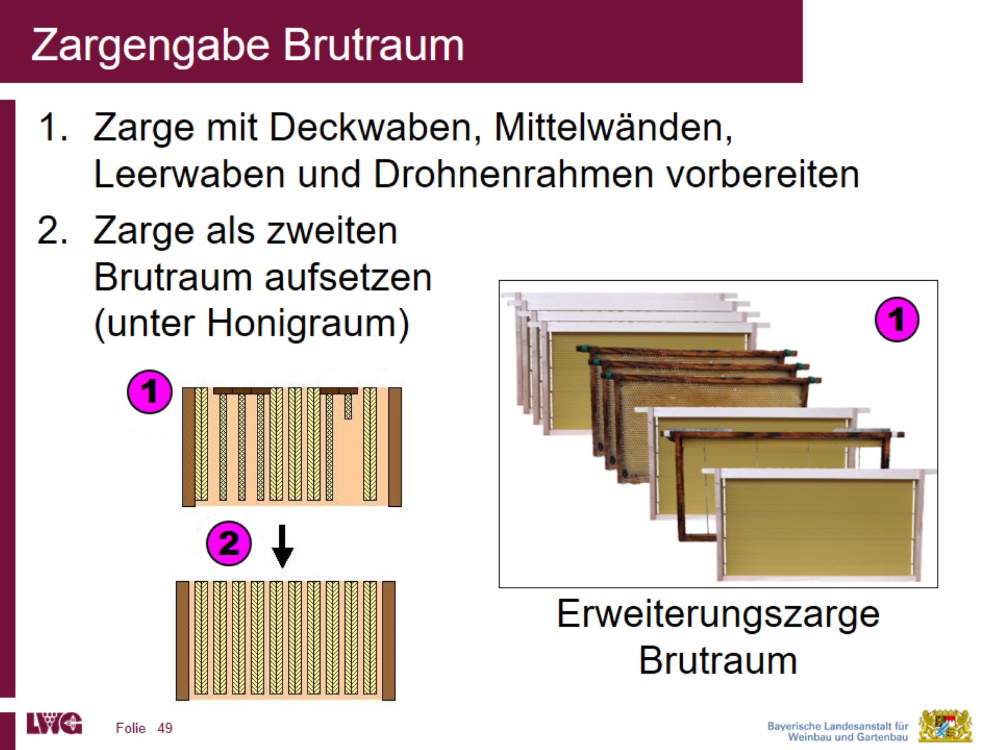 Zargengabe Brutraum
1. Zarge mit Deckwaben, Mittelwänden,
Leerwaben und Drohnenrahmen vorbereiten
2. Zarge als zweiten
Brutraum aufsetzen
(unter Honigraum)
1
1
2
Erweiterungszarge
Brutraum
LWG
Folie 49
Bayerische Landesanstalt für
Weinbau und Gartenbau